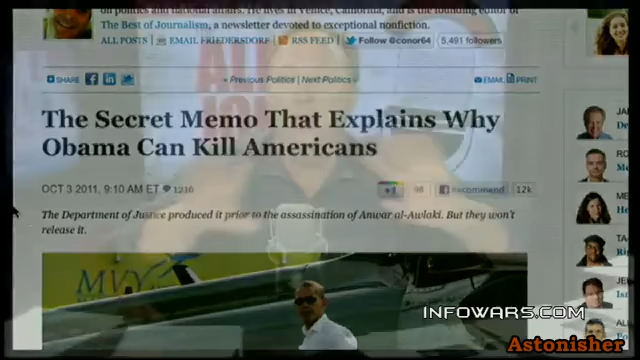 on politics and national affairs. He lives in Venice, California, and is the founding editor of
The Best of Journalism, a newsletter devoted to exceptional nonfiction.
ALL POSTS | EMAIL FRIEDERSDORF | RSS FEED | Follow @conor64 5,491 followers
SHARE
« Previous Politics | Next Politics »
EMAIL PRINT
The Secret Memo That Explains Why
Obama Can Kill Americans
OCT 3 2011, 9:10 AM ET 1216
98 recommend 12k
The Department of Justice produced it prior to the assassination of Anwar al-Awlaki. But they won't
release it.
MVY
INFOWARS.COM
Astonisher